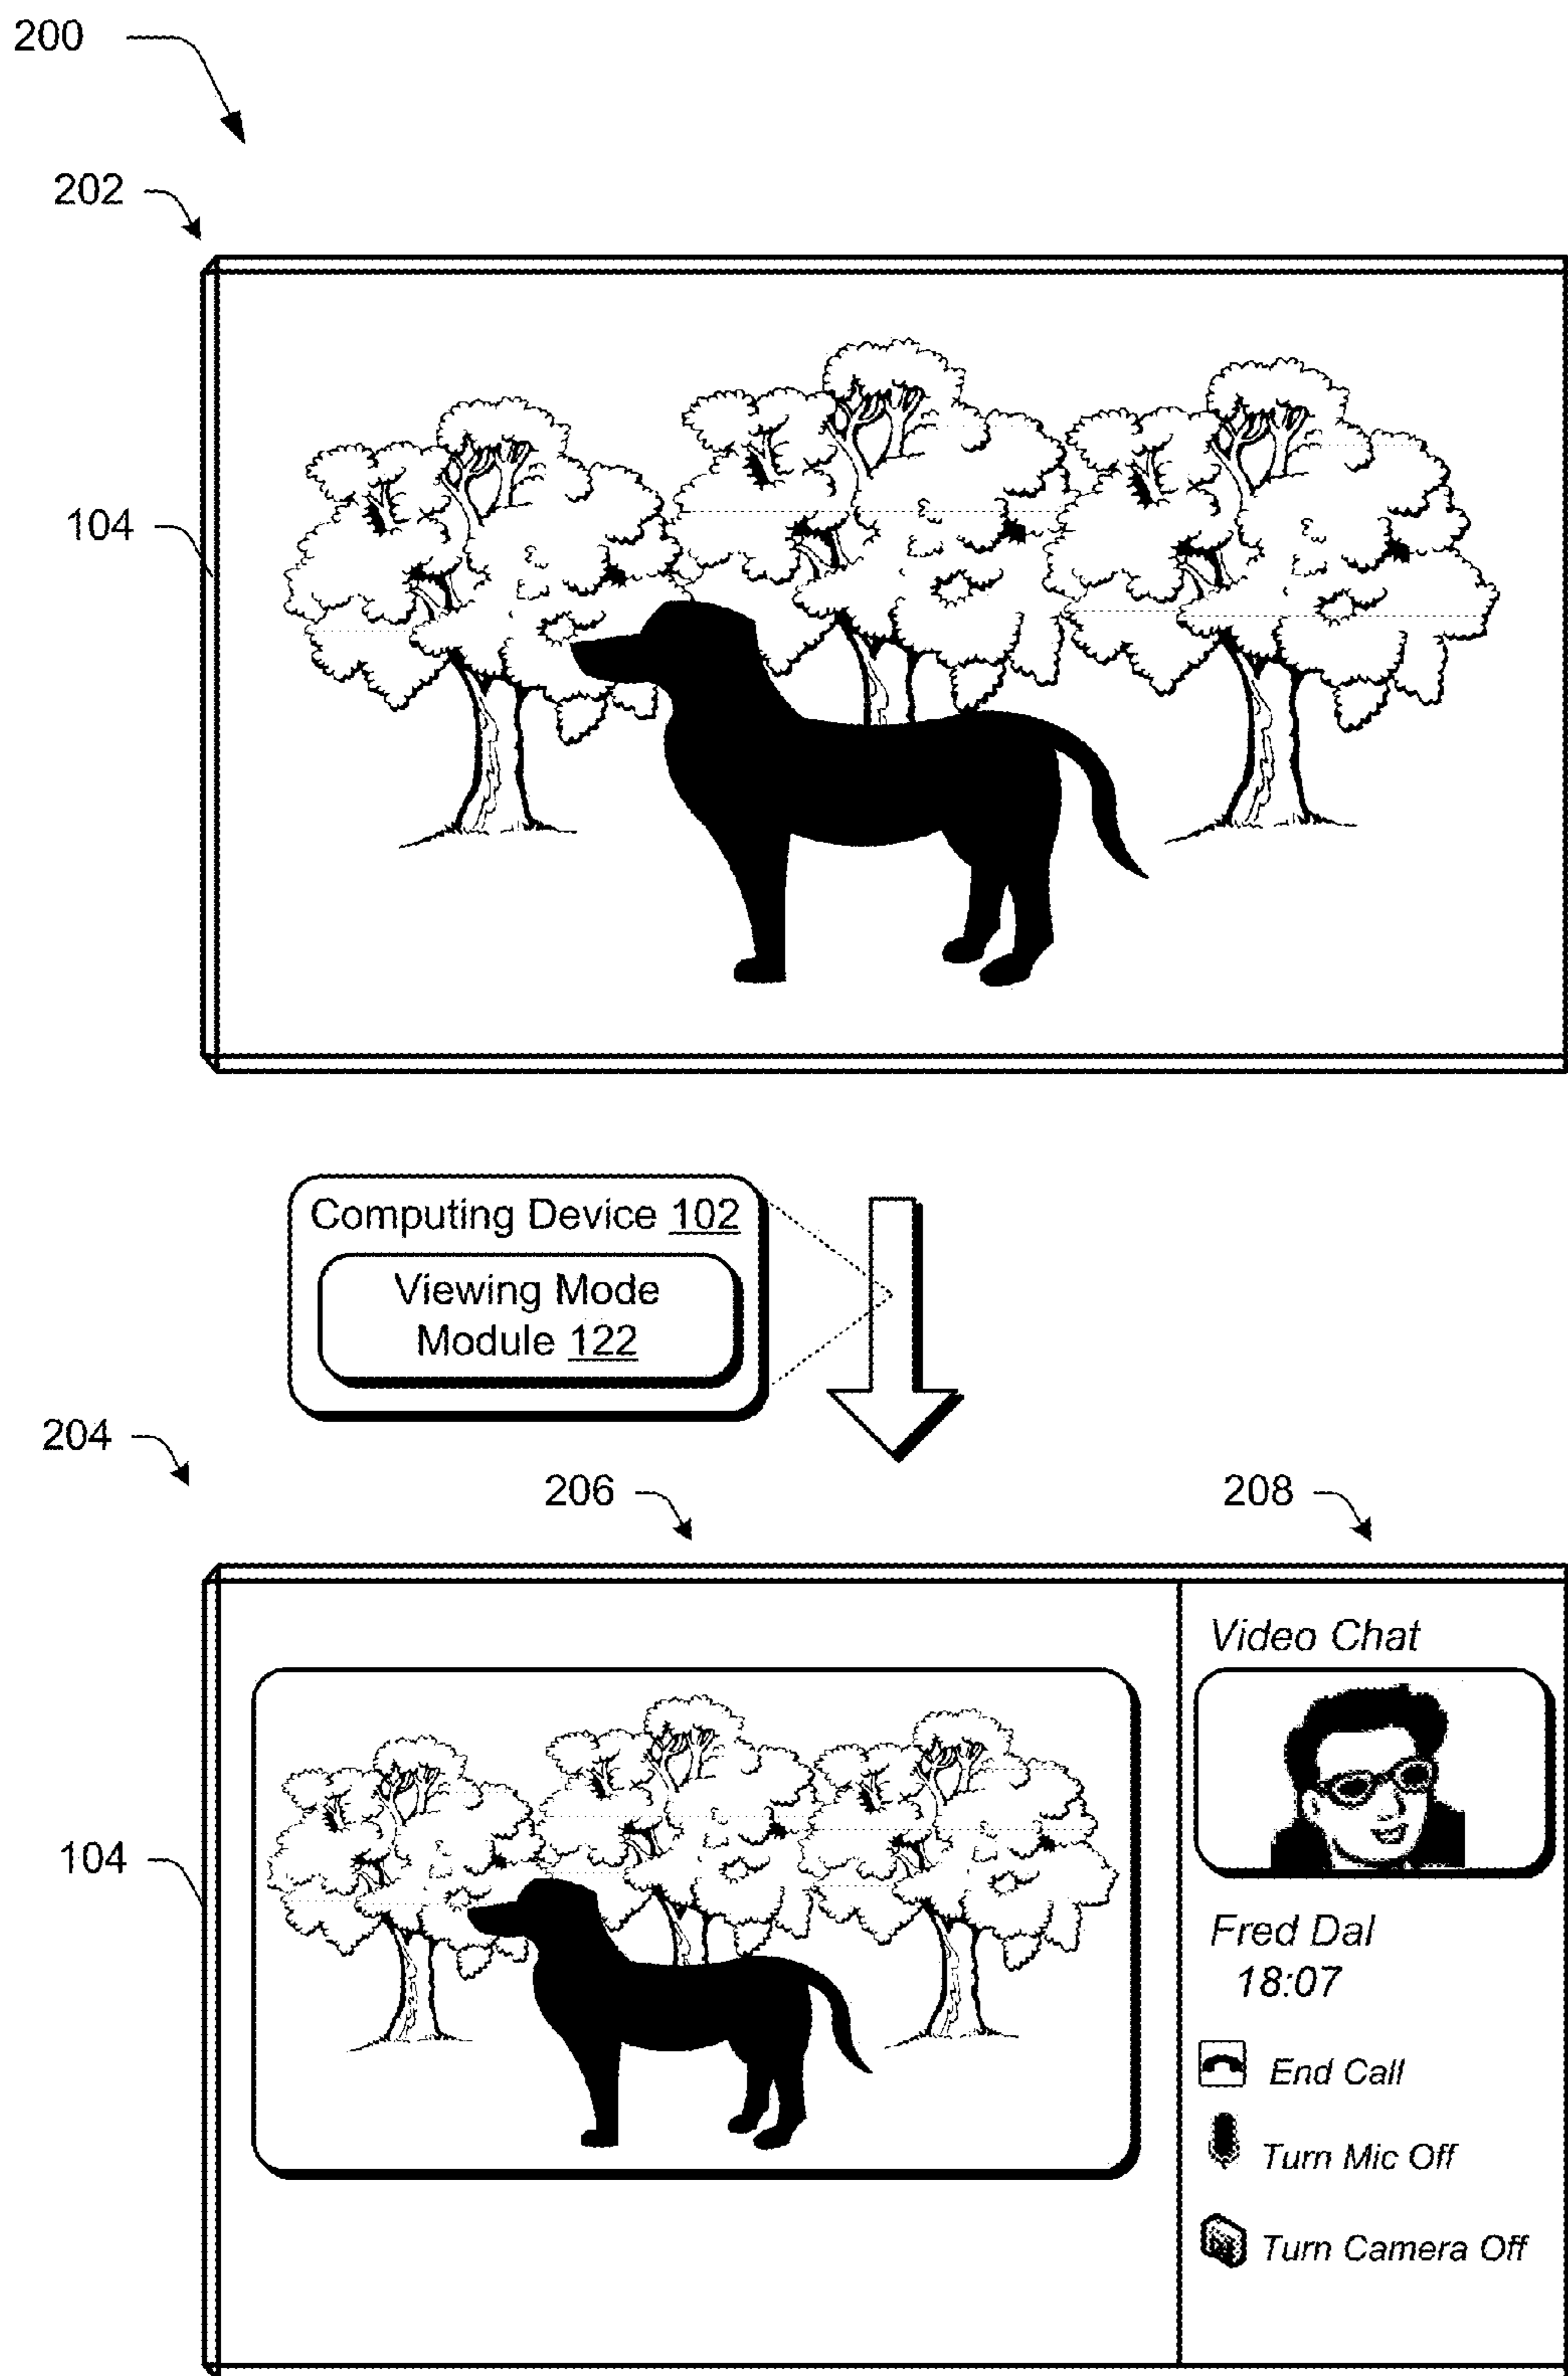 200
202
104
Computing Device 102
Viewing Mode
Module 122
204
206
208
Video Chat
104
Fred Dal
18:07
End Call
Turn Mic Off
Turn Camera Off